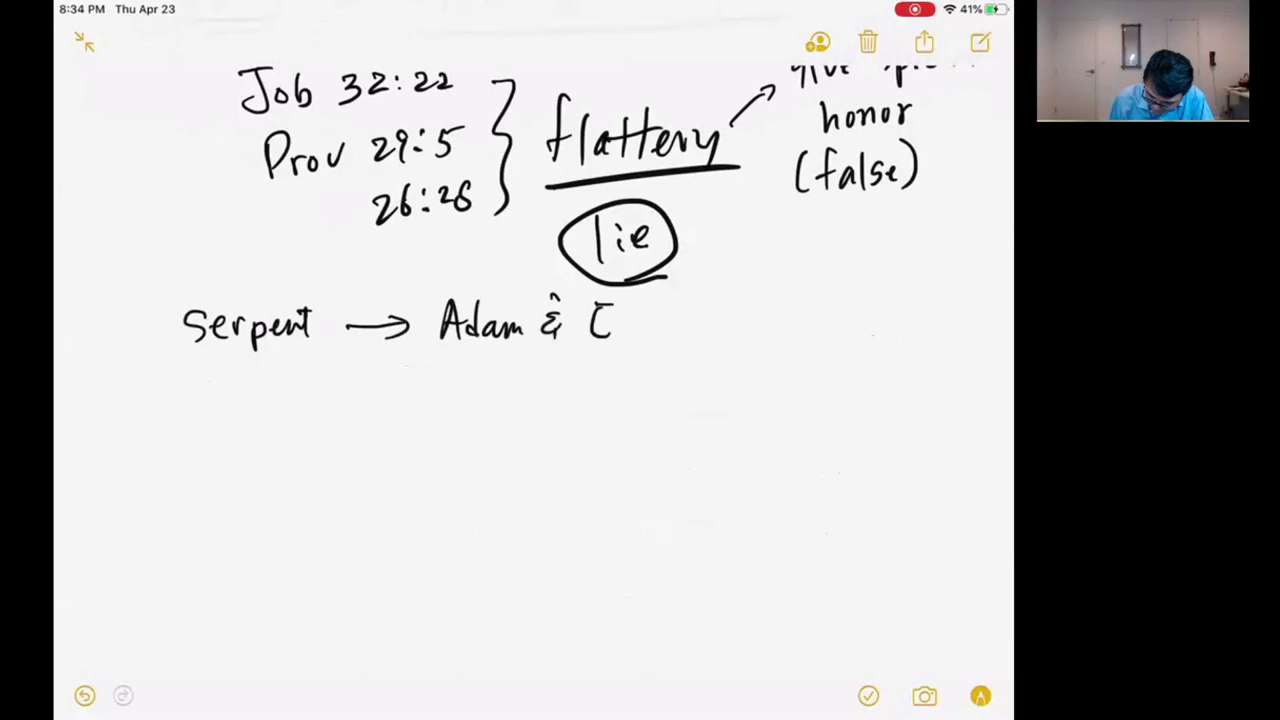 8:34 PM Thu Apr 23
41%
Job 32:22
Prov 29:5
26:28
flattery
honor
(false)
lie
serpent → Adam &